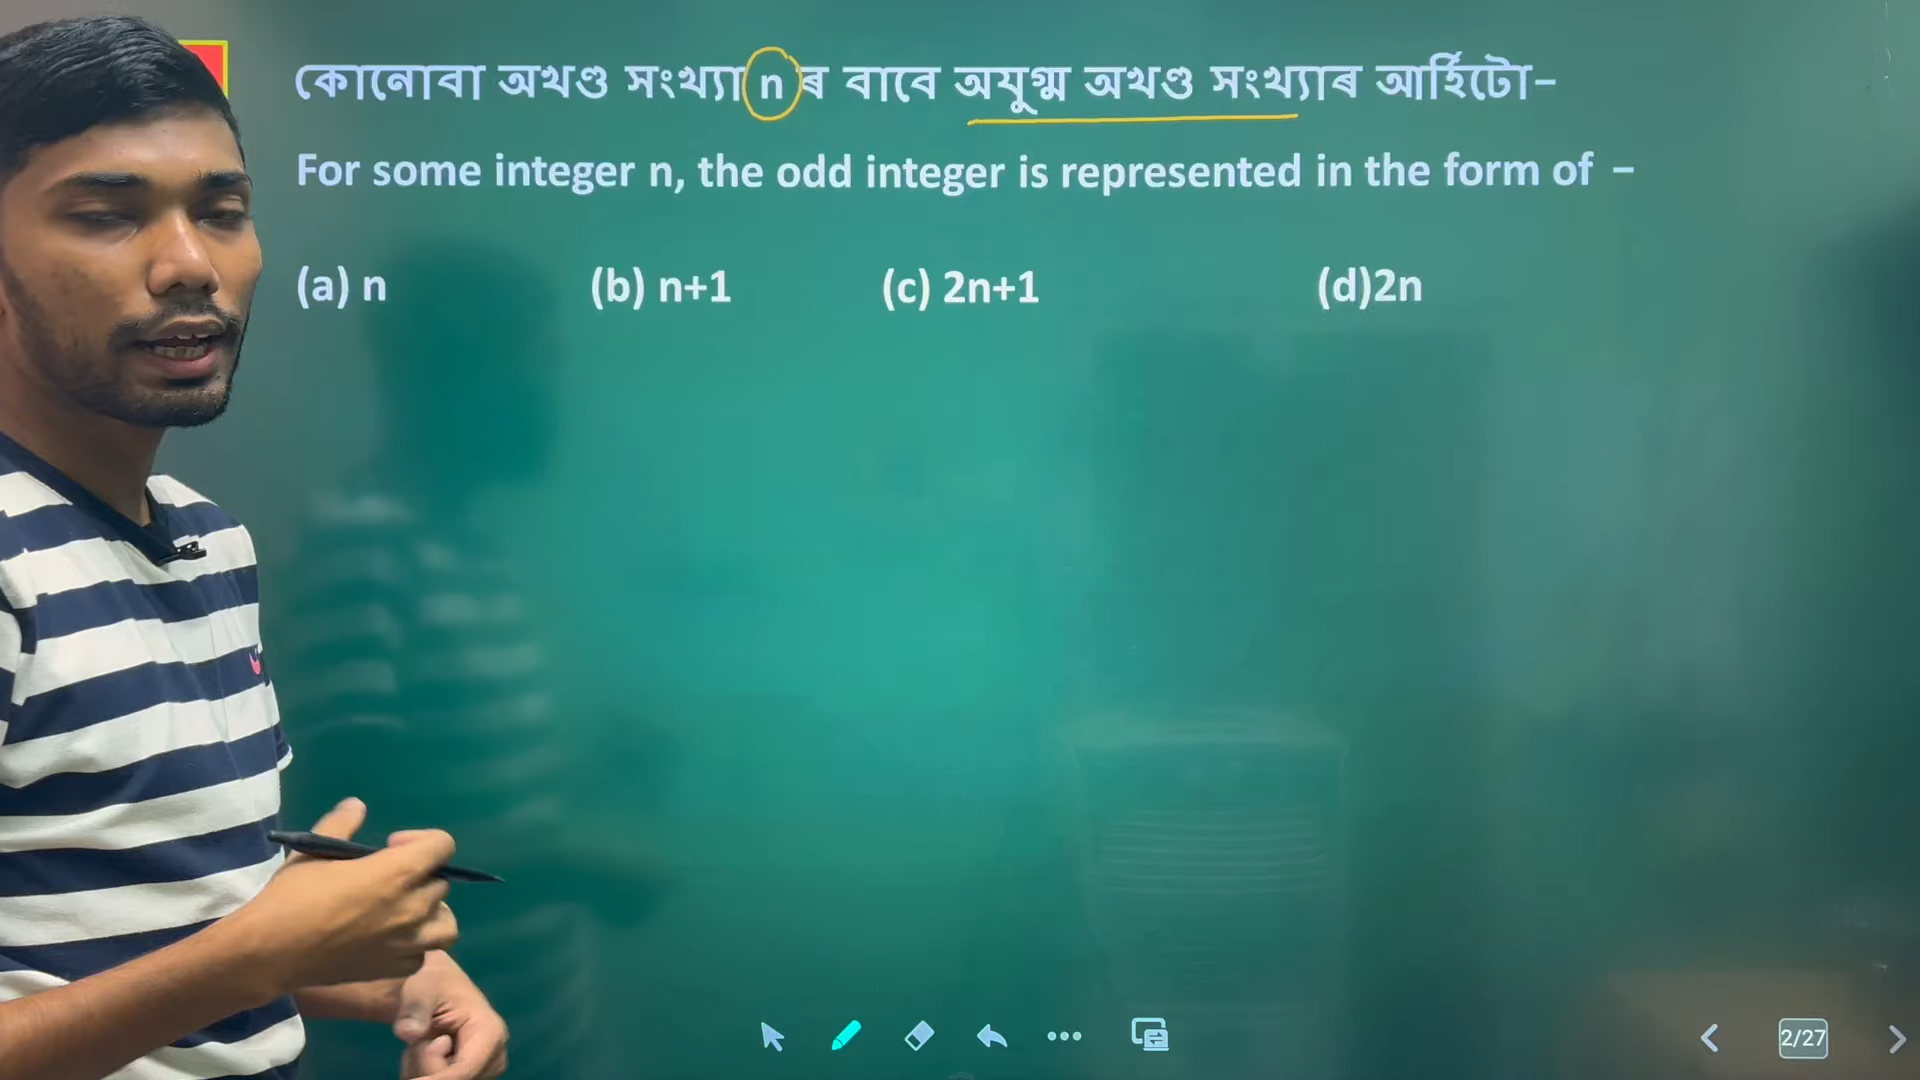 কোনোবা অখণ্ড সংখ্যা n ৰ বাবে অযুগ্ম অখণ্ড সংখ্যাৰ আৰ্হিটো–
For some integer n, the odd integer is represented in the form of –
(a) n (b) n+1 (c) 2n+1 (d)2n
2/27